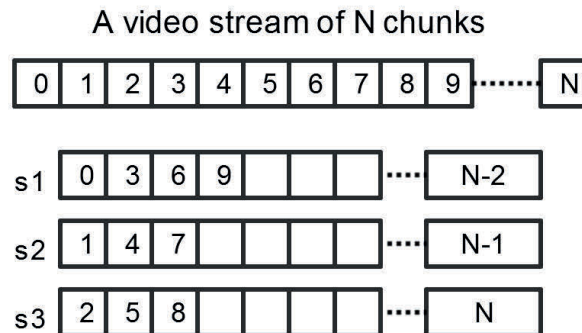 A video stream of N chunks
0 1 2 3 4 5 6 7 8 9 N
s1 0 3 6 9 N-2
s2 1 4 7 N-1
s3 2 5 8 N